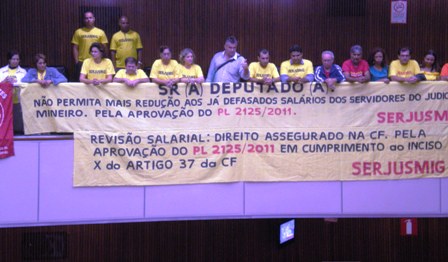 SR(A) DEPUTADO (A).
NÃO PERMITA MAIS REDUÇÃO AOS JÁ DEFASADOS SALÁRIOS DOS SERVIDORES DO JUDIC
MINEIRO. PELA APROVAÇÃO DO PL 2125/2011.
SERJUSMIG
REVISÃO SALARIAL: DIREITO ASSEGURADO NA CF. PELA
APROVAÇÃO DO PL 2125/2011 EM CUMPRIMENTO AO INCISO
X DO ARTIGO 37 DA CF
SERJUSMIG